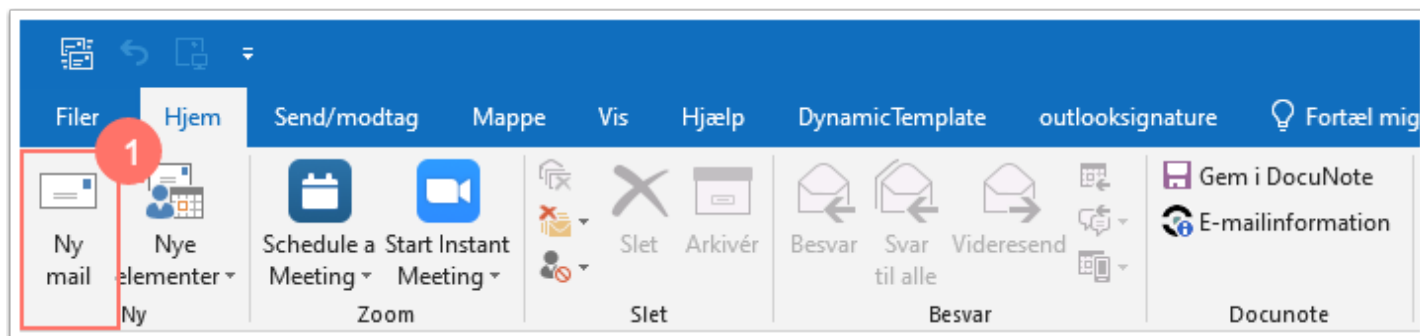 Filer Hjem Send/modtag Mappe Vis Hjælp DynamicTemplate outlooksignature Fortæl mig
1
Ny
mail
Nye
elementer
Ny
Schedule a
Meeting
Start Instant
Meeting
Zoom
Slet
Arkivér
Slet
Besvar
Svar
til alle
Videresend
Besvar
Gem i DocuNote
E-mailinformation
Docunote